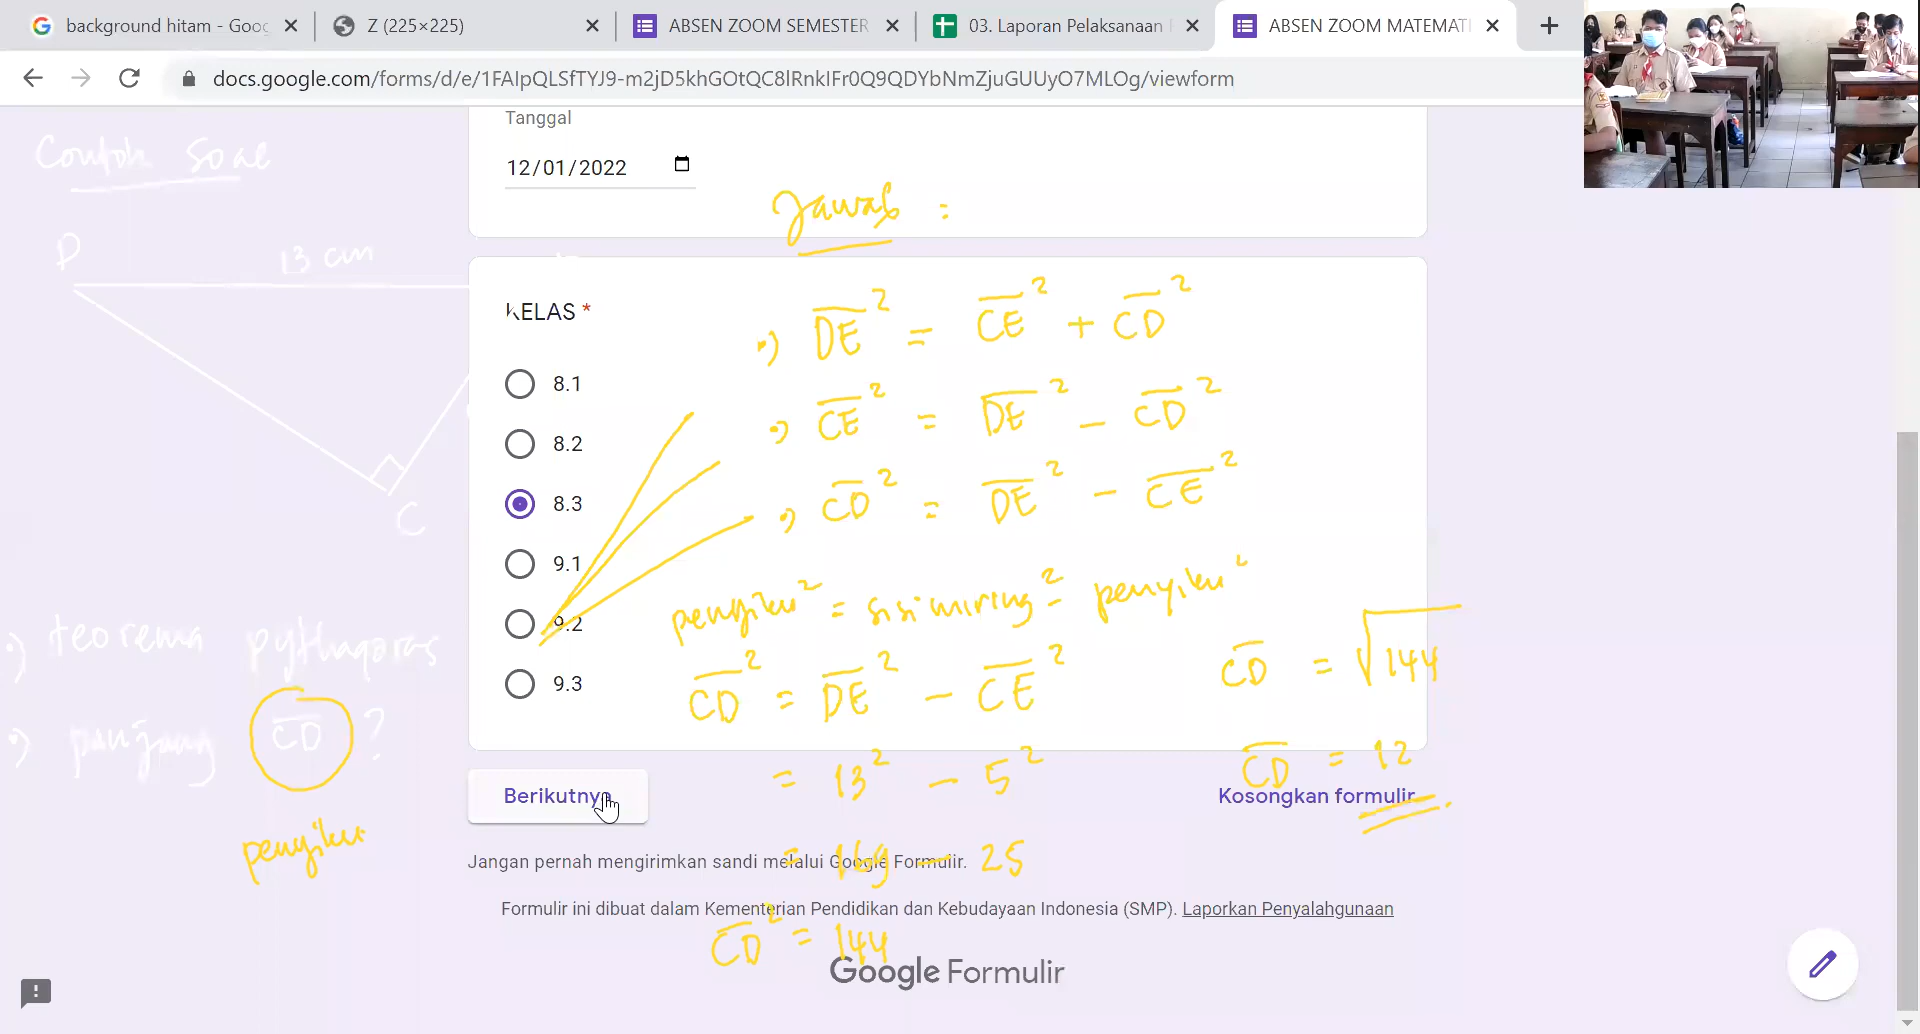 background hitam - Goog
Z (225×225)
ABSEN ZOOM SEMESTER
03. Laporan Pelaksanaan
ABSEN ZOOM MATEMATI
docs.google.com/forms/d/e/1FAIpQLSfTYJ9-m2jD5khGOtQC8lRnkIFr0Q9QDYbNmZjuGUUyO7MLOg/viewform
Tanggal
12/01/2022
Contoh Soal
Jawab :
D
13 cm
KELAS *
•) DE² = CE² + CD²
8.1
•) CE² = DE² - CD²
8.2
•) CD² = DE² - CE²
8.3
C
9.1
penyiku² = sisi miring² - penyiku²
9.2
•) teorema pythagoras
CD² = DE² - CE²
CD = √144
9.3
•) panjang CD ?
= 13² - 5²
CD = 12
penyiku
Berikutnya
Kosongkan formulir
= 169 - 25
Jangan pernah mengirimkan sandi melalui Google Formulir.
Formulir ini dibuat dalam Kementerian Pendidikan dan Kebudayaan Indonesia (SMP). Laporkan Penyalahgunaan
CD² = 144
Google Formulir